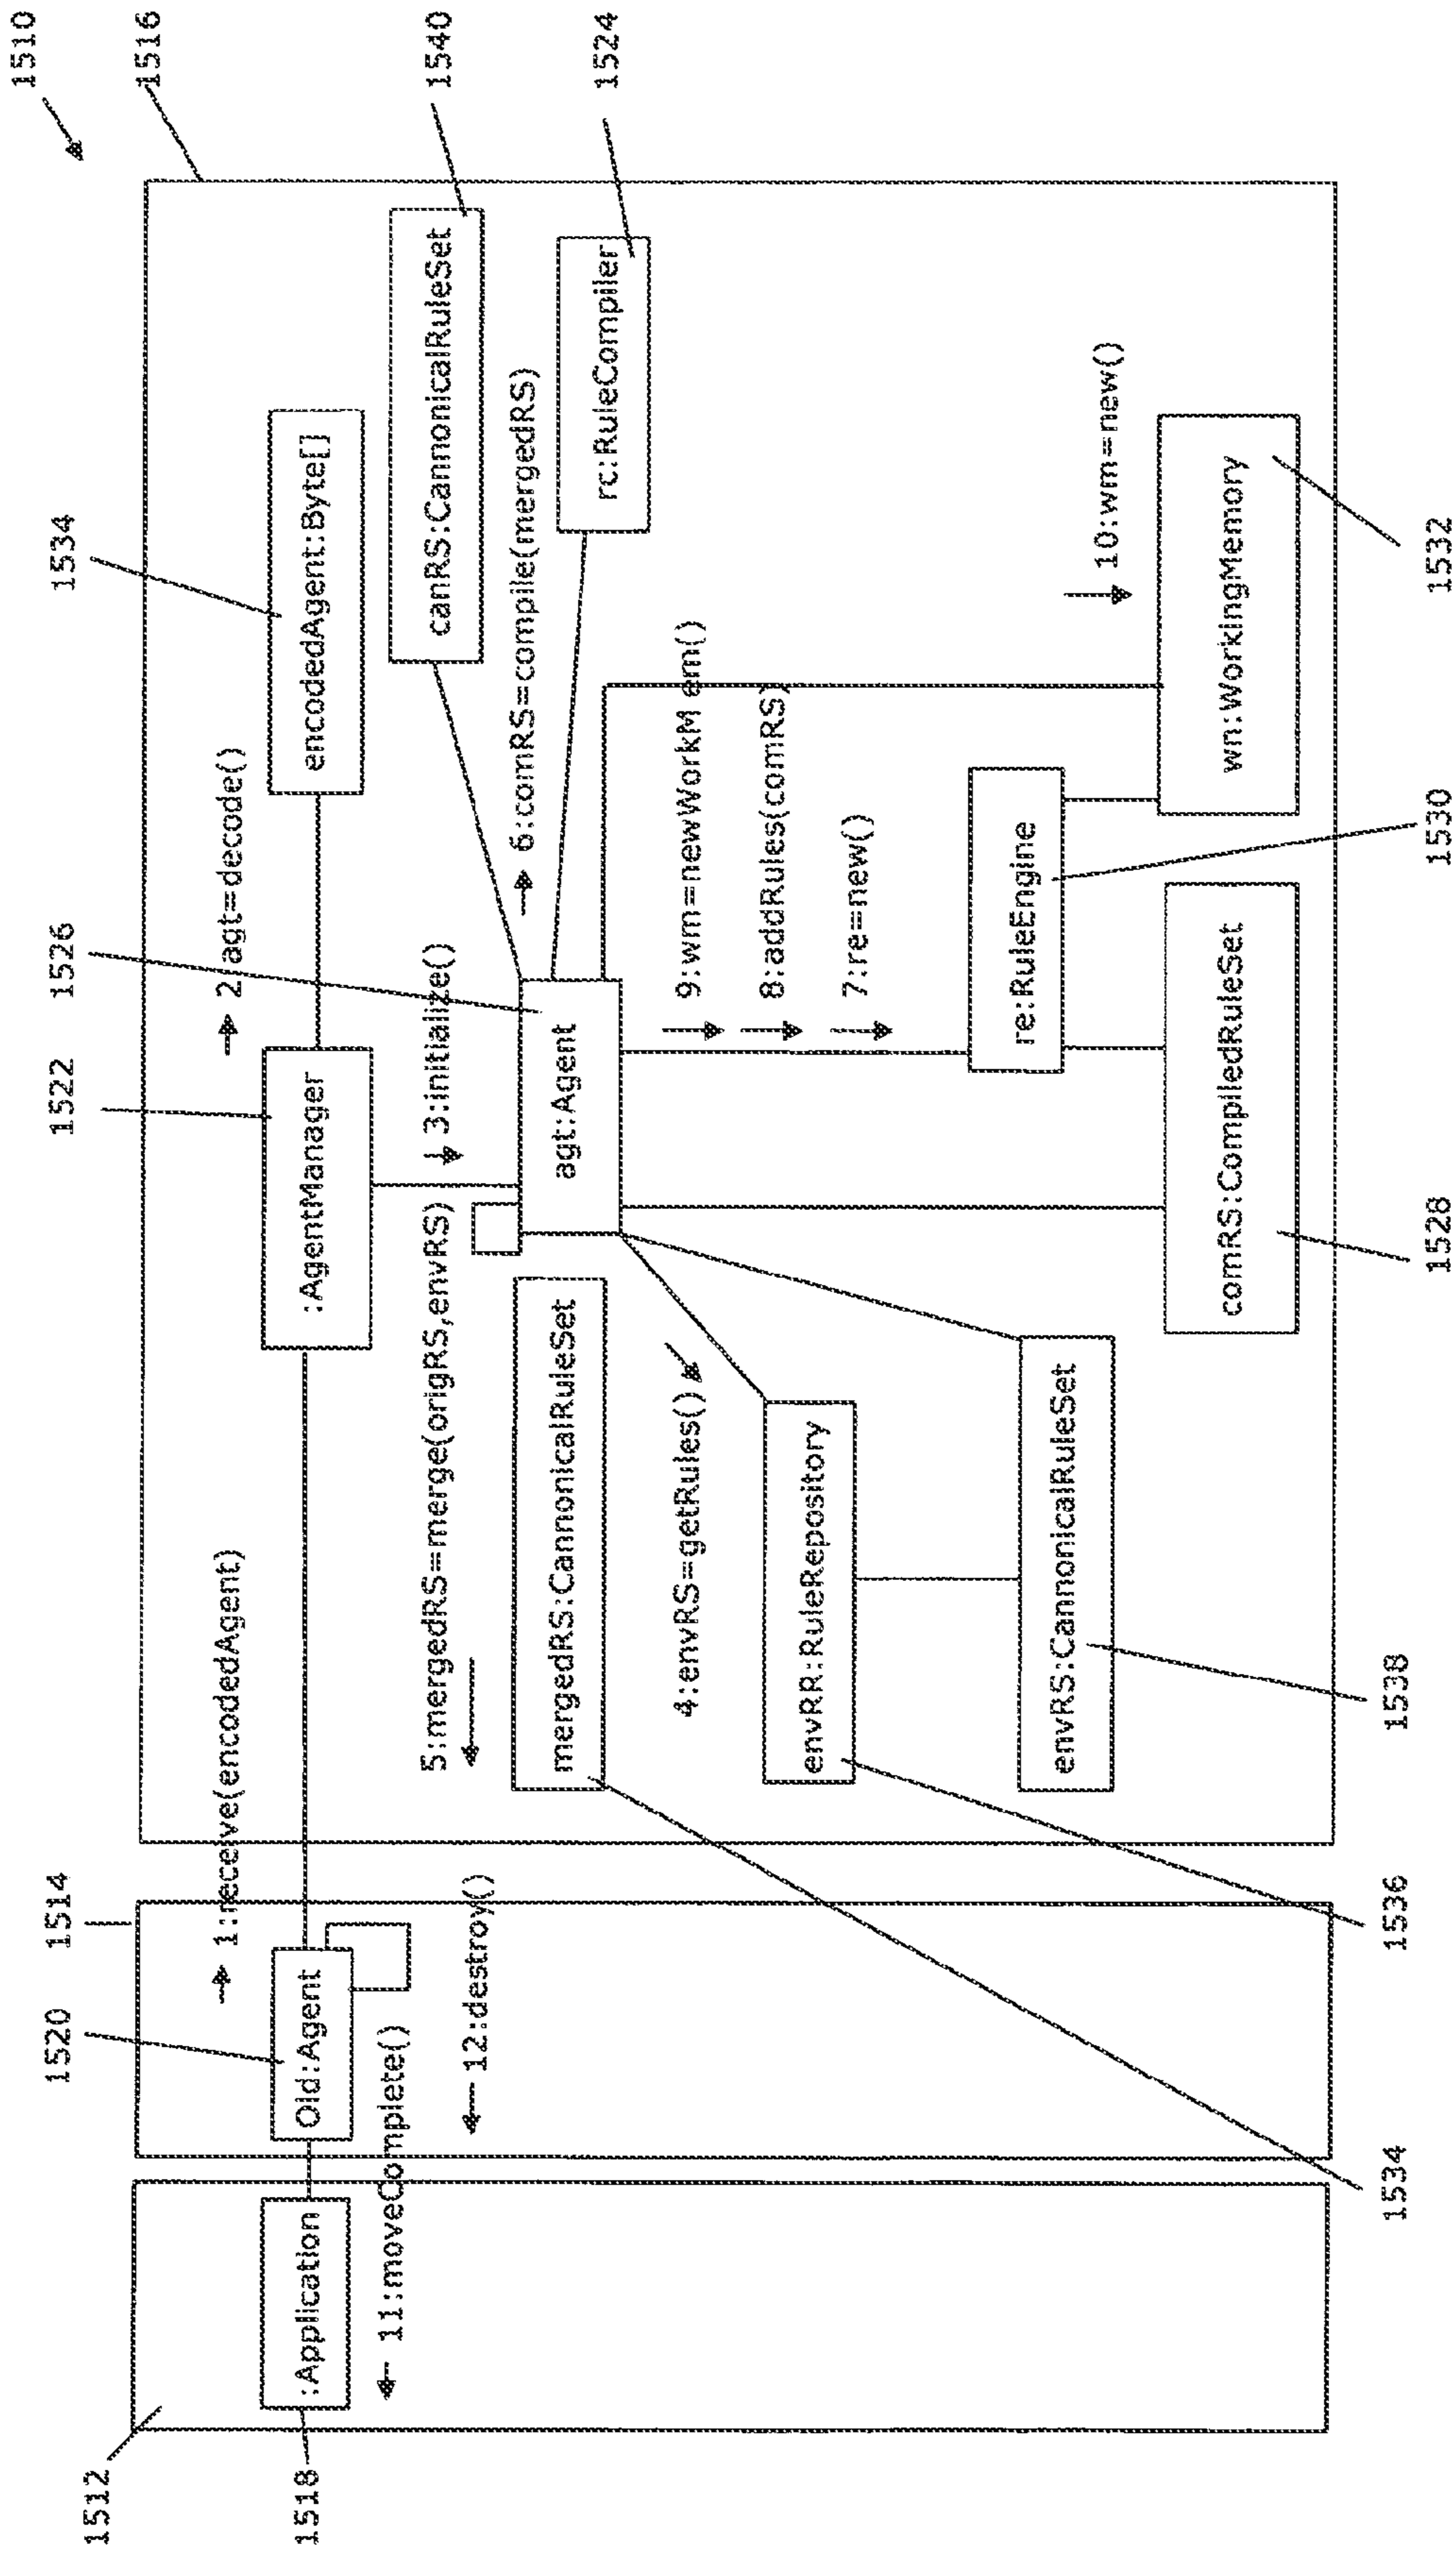 1510
1516
1540
1524
1534
1526
1522
1514
1520
1512
1518
:Application
11:moveComplete()
Old:Agent
12:destroy()
1:receive(encodedAgent)
:AgentManager
2:agt=decode()
encodedAgent:Byte[]
3:initialize()
canRS:CannonicalRuleSet
5:mergedRS=merge(origRS,envRS)
6:comRS=compile(mergedRS)
mergedRS:CannonicalRuleSet
agt:Agent
rc:RuleCompiler
4:envRS=getRules()
9:wm=newWorkM em()
8:addRules(comRS)
7:re=new()
envRR:RuleRepository
re:RuleEngine
10:wm=new()
envRS:CannonicalRuleSet
comRS:CompiledRuleSet
wn:WorkingMemory
1534
1536
1538
1528
1530
1532